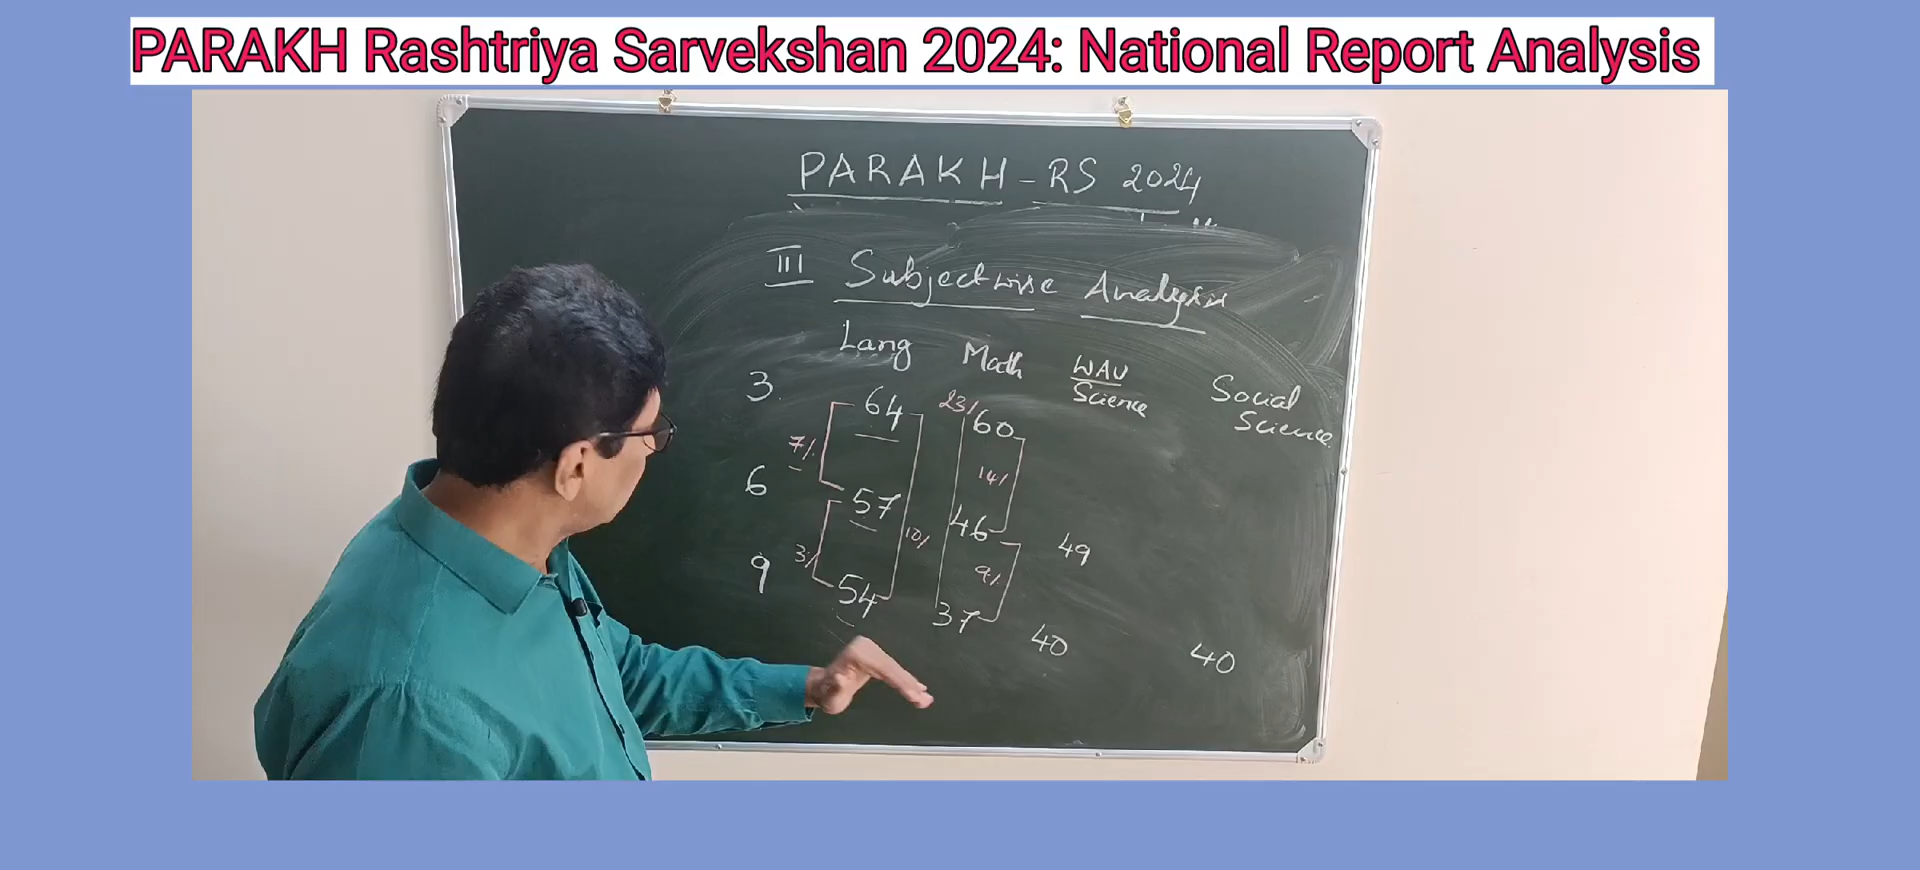 PARAKH Rashtriya Sarvekshan 2024: National Report Analysis
PARAKH - RS 2024
III Subjectwise Analysis
Lang Math WAU Social
Science Science
3. 64 23% 60
7% 14%
6 57 46 49
3% 10% 9%
9 54 37 40 40